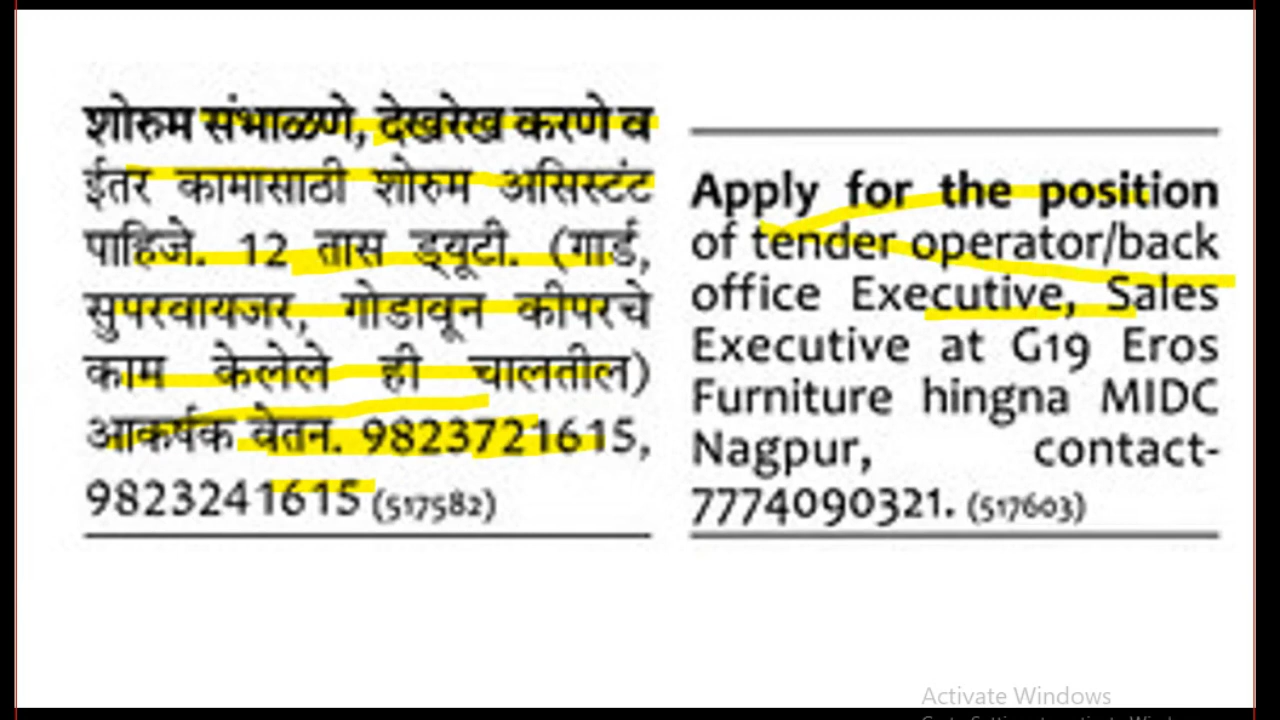 शोरुम संभाळणे, देखरेख करणे व
ईतर कामासाठी शोरुम असिस्टंट
पाहिजे. 12 तास ड्यूटी. (गार्ड,
सुपरवायजर, गोडावून कीपरचे
काम केलेले ही चालतील)
आकर्षक वेतन. 9823721615,
9823241615 (517582)
Apply for the position
of tender operator/back
office Executive, Sales
Executive at G19 Eros
Furniture hingna MIDC
Nagpur, contact-
7774090321. (517603)
Activate Windows